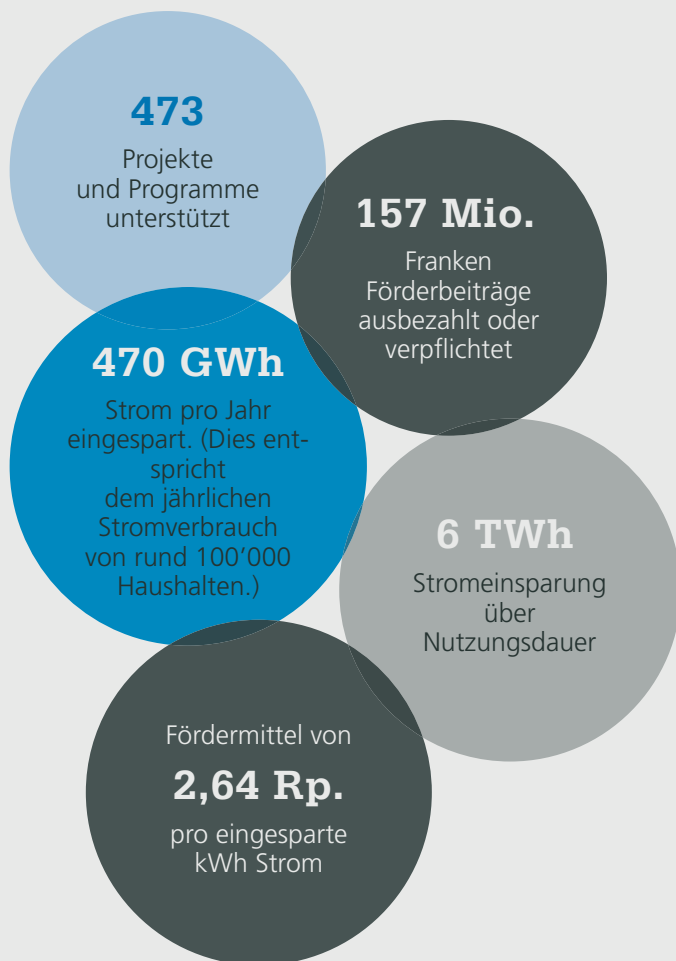 473
Projekte
und Programme
unterstützt
157 Mio.
Franken
Förderbeiträge
ausbezahlt oder
verpflichtet
470 GWh
Strom pro Jahr
eingespart. (Dies ent-
spricht
dem jährlichen
Stromverbrauch
von rund 100’000
Haushalten.)
6 TWh
Stromeinsparung
über
Nutzungsdauer
Fördermittel von
2,64 Rp.
pro eingesparte
kWh Strom